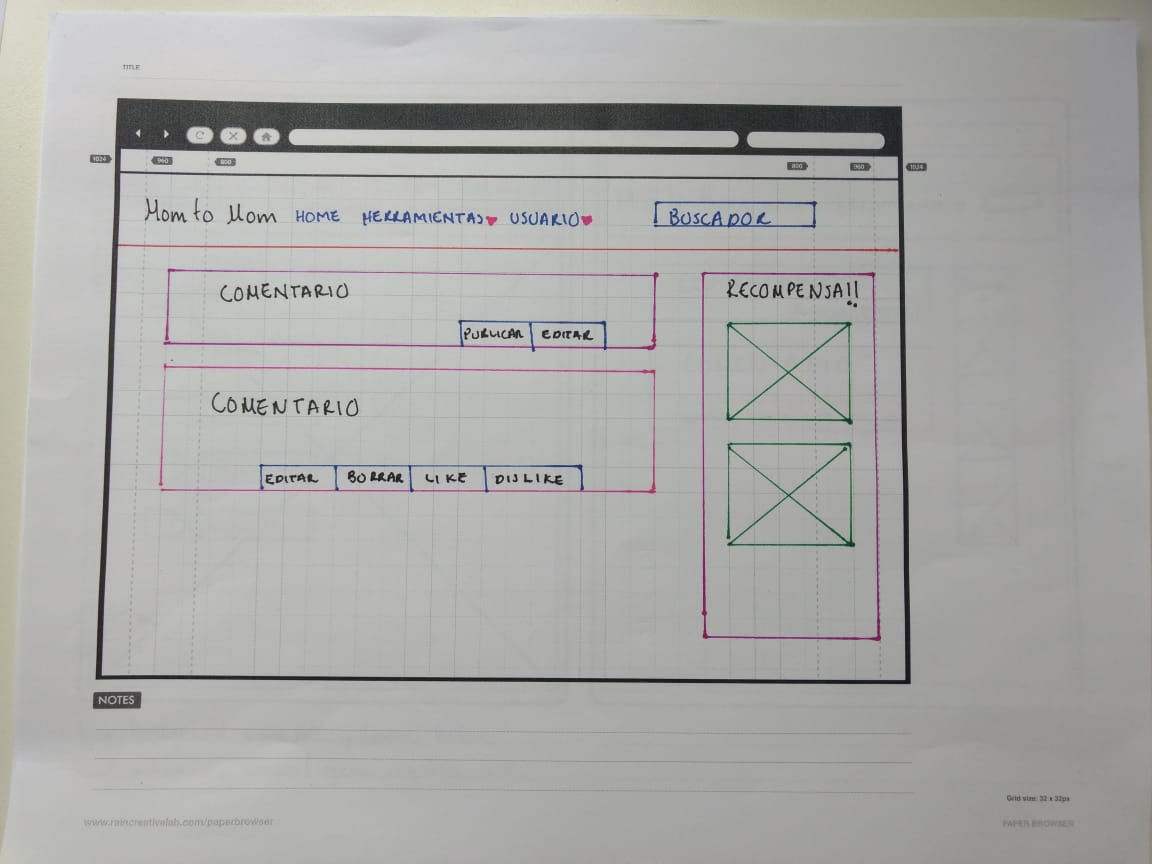 TITLE
1024 960 800 800 960 1024
Mom to Mom HOME HERRAMIENTAS USUARIO BUSCADOR
COMENTARIO
PUBLICAR EDITAR
COMENTARIO
EDITAR BORRAR LIKE DISLIKE
RECOMPENSA!!
NOTES
Grid size: 32 x 32px
www.raincreativelab.com/paperbrowser
PAPER-BROWSER